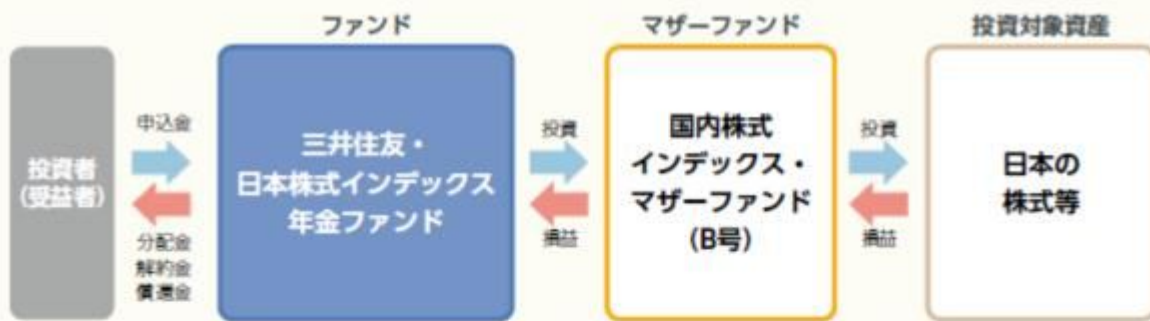 ファンド
マザーファンド
投資対象資産
投資者
(受益者)
申込金
分配金
解約金
償還金
三井住友・
日本株式インデックス
年金ファンド
投資
損益
国内株式
インデックス・
マザーファンド
(B号)
投資
損益
日本の
株式等